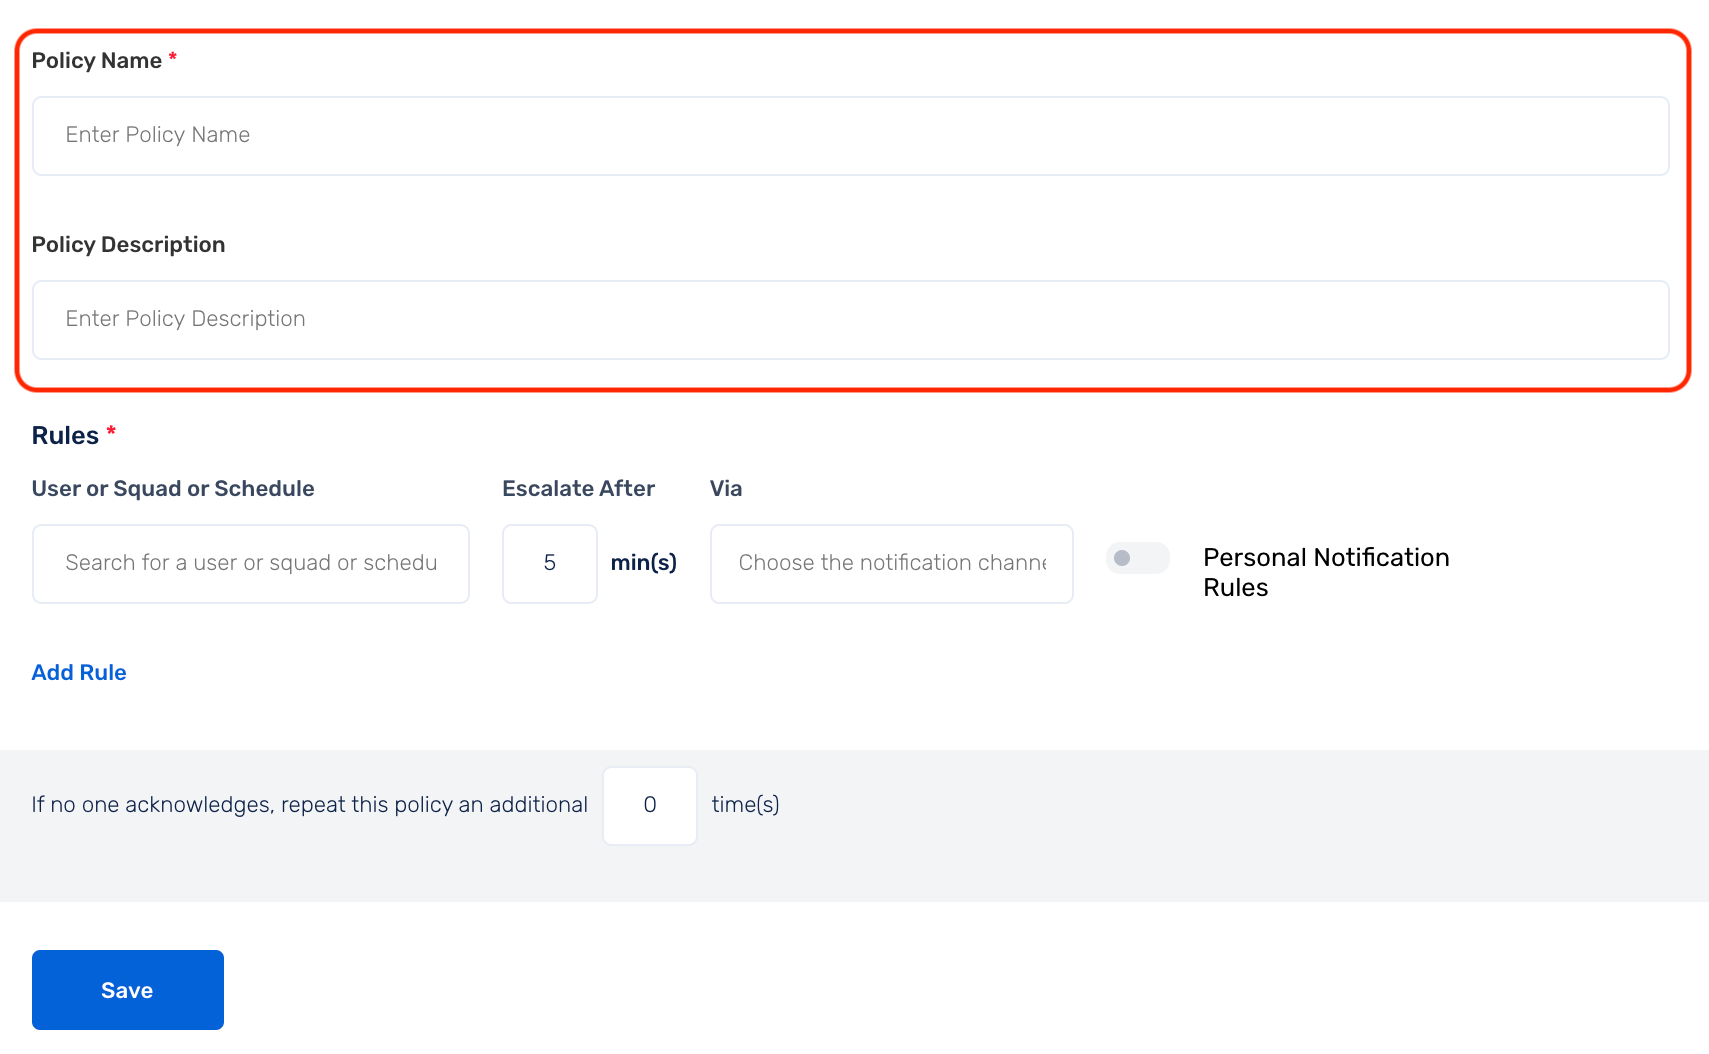 Policy Name *
Enter Policy Name
Policy Description
Enter Policy Description
Rules *
User or Squad or Schedule
Escalate After
Via
Search for a user or squad or schedu
5 min(s)
Choose the notification channe
Personal Notification
Rules
Add Rule
If no one acknowledges, repeat this policy an additional 0 time(s)
Save